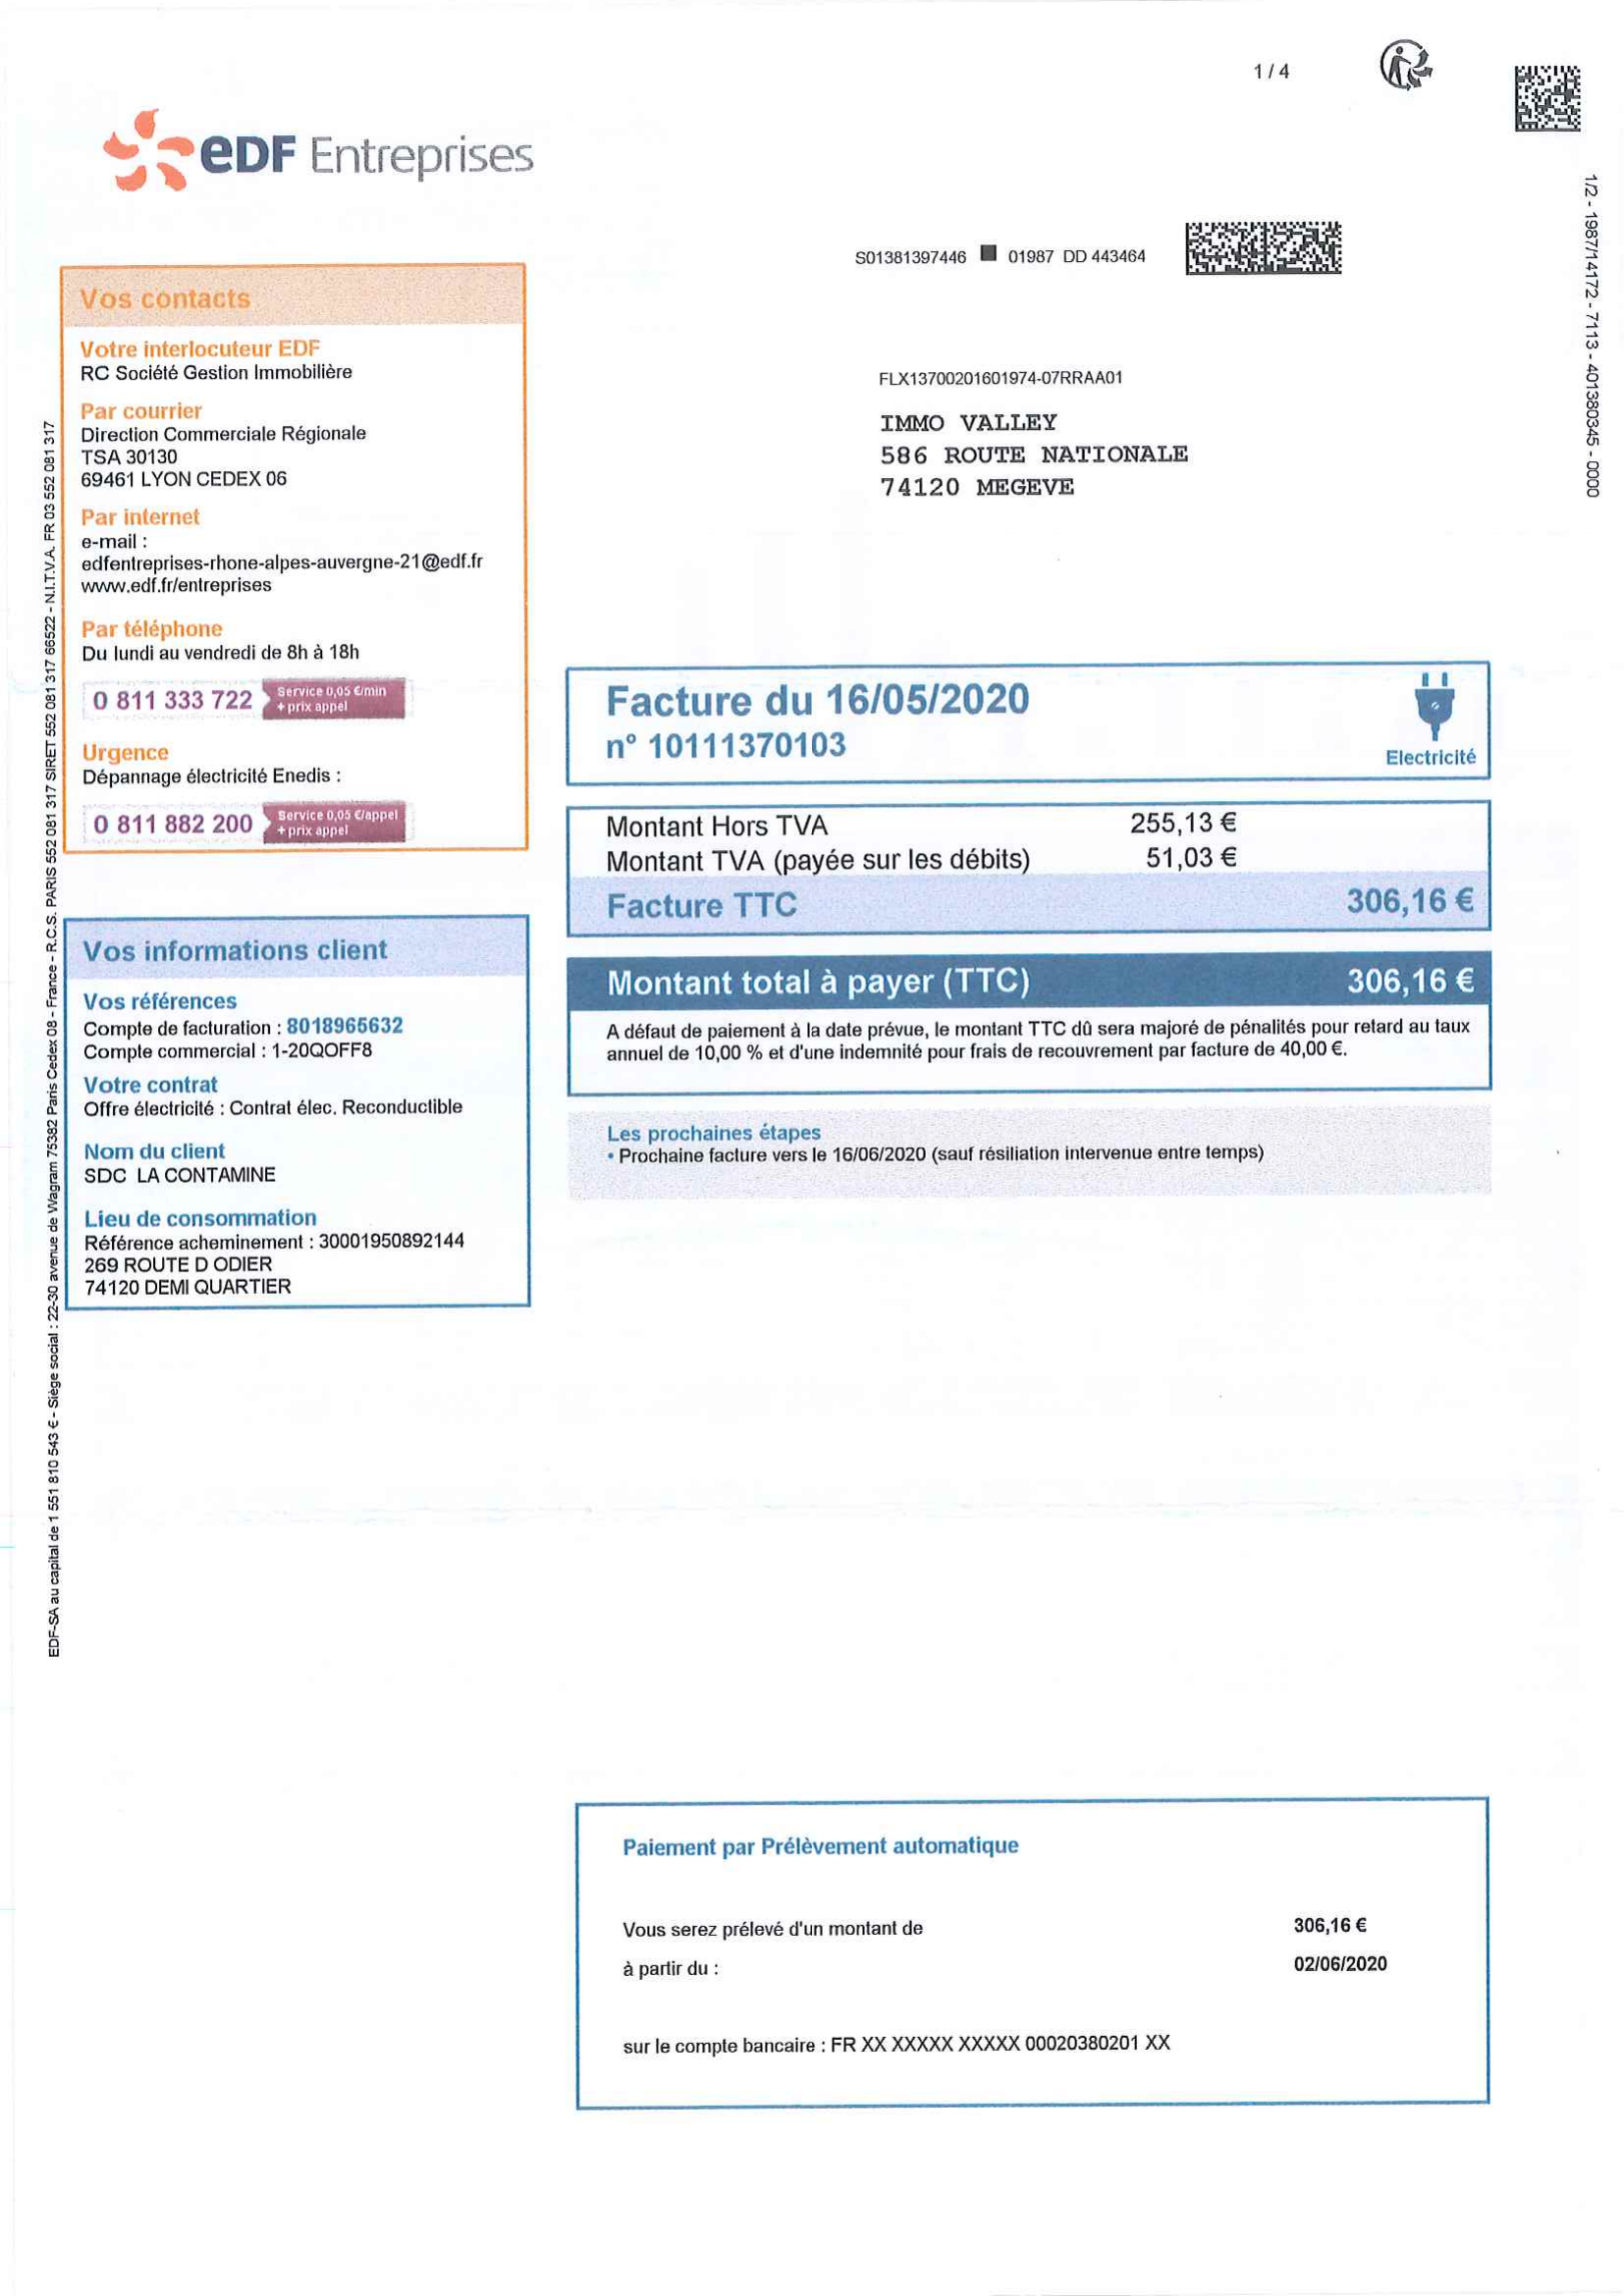 1 / 4
eDF Entreprises
1/2 - 1987/14172 - 7113 - 401380345 - 0000
S01381397446 01987 DD 443464
FLX13700201601974-07RRAA01
IMMO VALLEY
586 ROUTE NATIONALE
74120 MEGEVE
Vos contacts
Votre interlocuteur EDF
RC Société Gestion Immobilière
Par courrier
Direction Commerciale Régionale
TSA 30130
69461 LYON CEDEX 06
Par internet
e-mail :
edfentreprises-rhone-alpes-auvergne-21@edf.fr
www.edf.fr/entreprises
Par téléphone
Du lundi au vendredi de 8h à 18h
0 811 333 722 Service 0,05 €/min
+ prix appel
Urgence
Dépannage électricité Enedis :
0 811 882 200 Service 0,05 €/appel
+ prix appel
Vos informations client
Vos références
Compte de facturation : 8018965632
Compte commercial : 1-20QOFF8
Votre contrat
Offre électricité : Contrat élec. Reconductible
Nom du client
SDC LA CONTAMINE
Lieu de consommation
Référence acheminement : 30001950892144
269 ROUTE D ODIER
74120 DEMI QUARTIER
Facture du 16/05/2020
n° 10111370103
Electricité
Montant Hors TVA 255,13 €
Montant TVA (payée sur les débits) 51,03 €
Facture TTC 306,16 €
Montant total à payer (TTC) 306,16 €
A défaut de paiement à la date prévue, le montant TTC dû sera majoré de pénalités pour retard au taux
annuel de 10,00 % et d'une indemnité pour frais de recouvrement par facture de 40,00 €.
Les prochaines étapes
• Prochaine facture vers le 16/06/2020 (sauf résiliation intervenue entre temps)
EDF-SA au capital de 1 551 810 543 € - Siège social : 22-30 avenue de Wagram 75382 Paris Cedex 08 - France - R.C.S. PARIS 552 081 317 SIRET 552 081 317 66522 - N.I.T.V.A. FR 03 552 081 317
Paiement par Prélèvement automatique
Vous serez prélevé d'un montant de 306,16 €
à partir du : 02/06/2020
sur le compte bancaire : FR XX XXXXX XXXXX 00020380201 XX